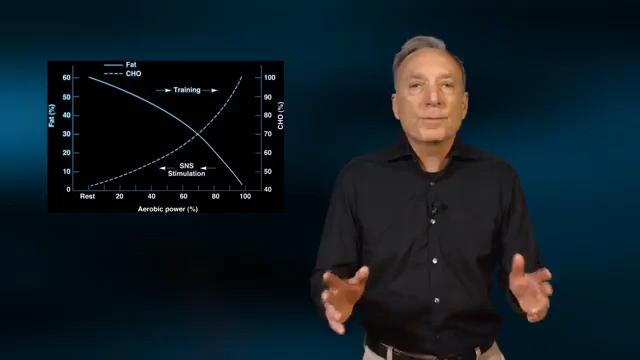 Fat
CHO
Training
SNS
Stimulation
Fat (%)
60
50
40
30
20
10
0
CHO (%)
100
90
80
70
60
50
40
Rest 20 40 60 80 100
Aerobic power (%)